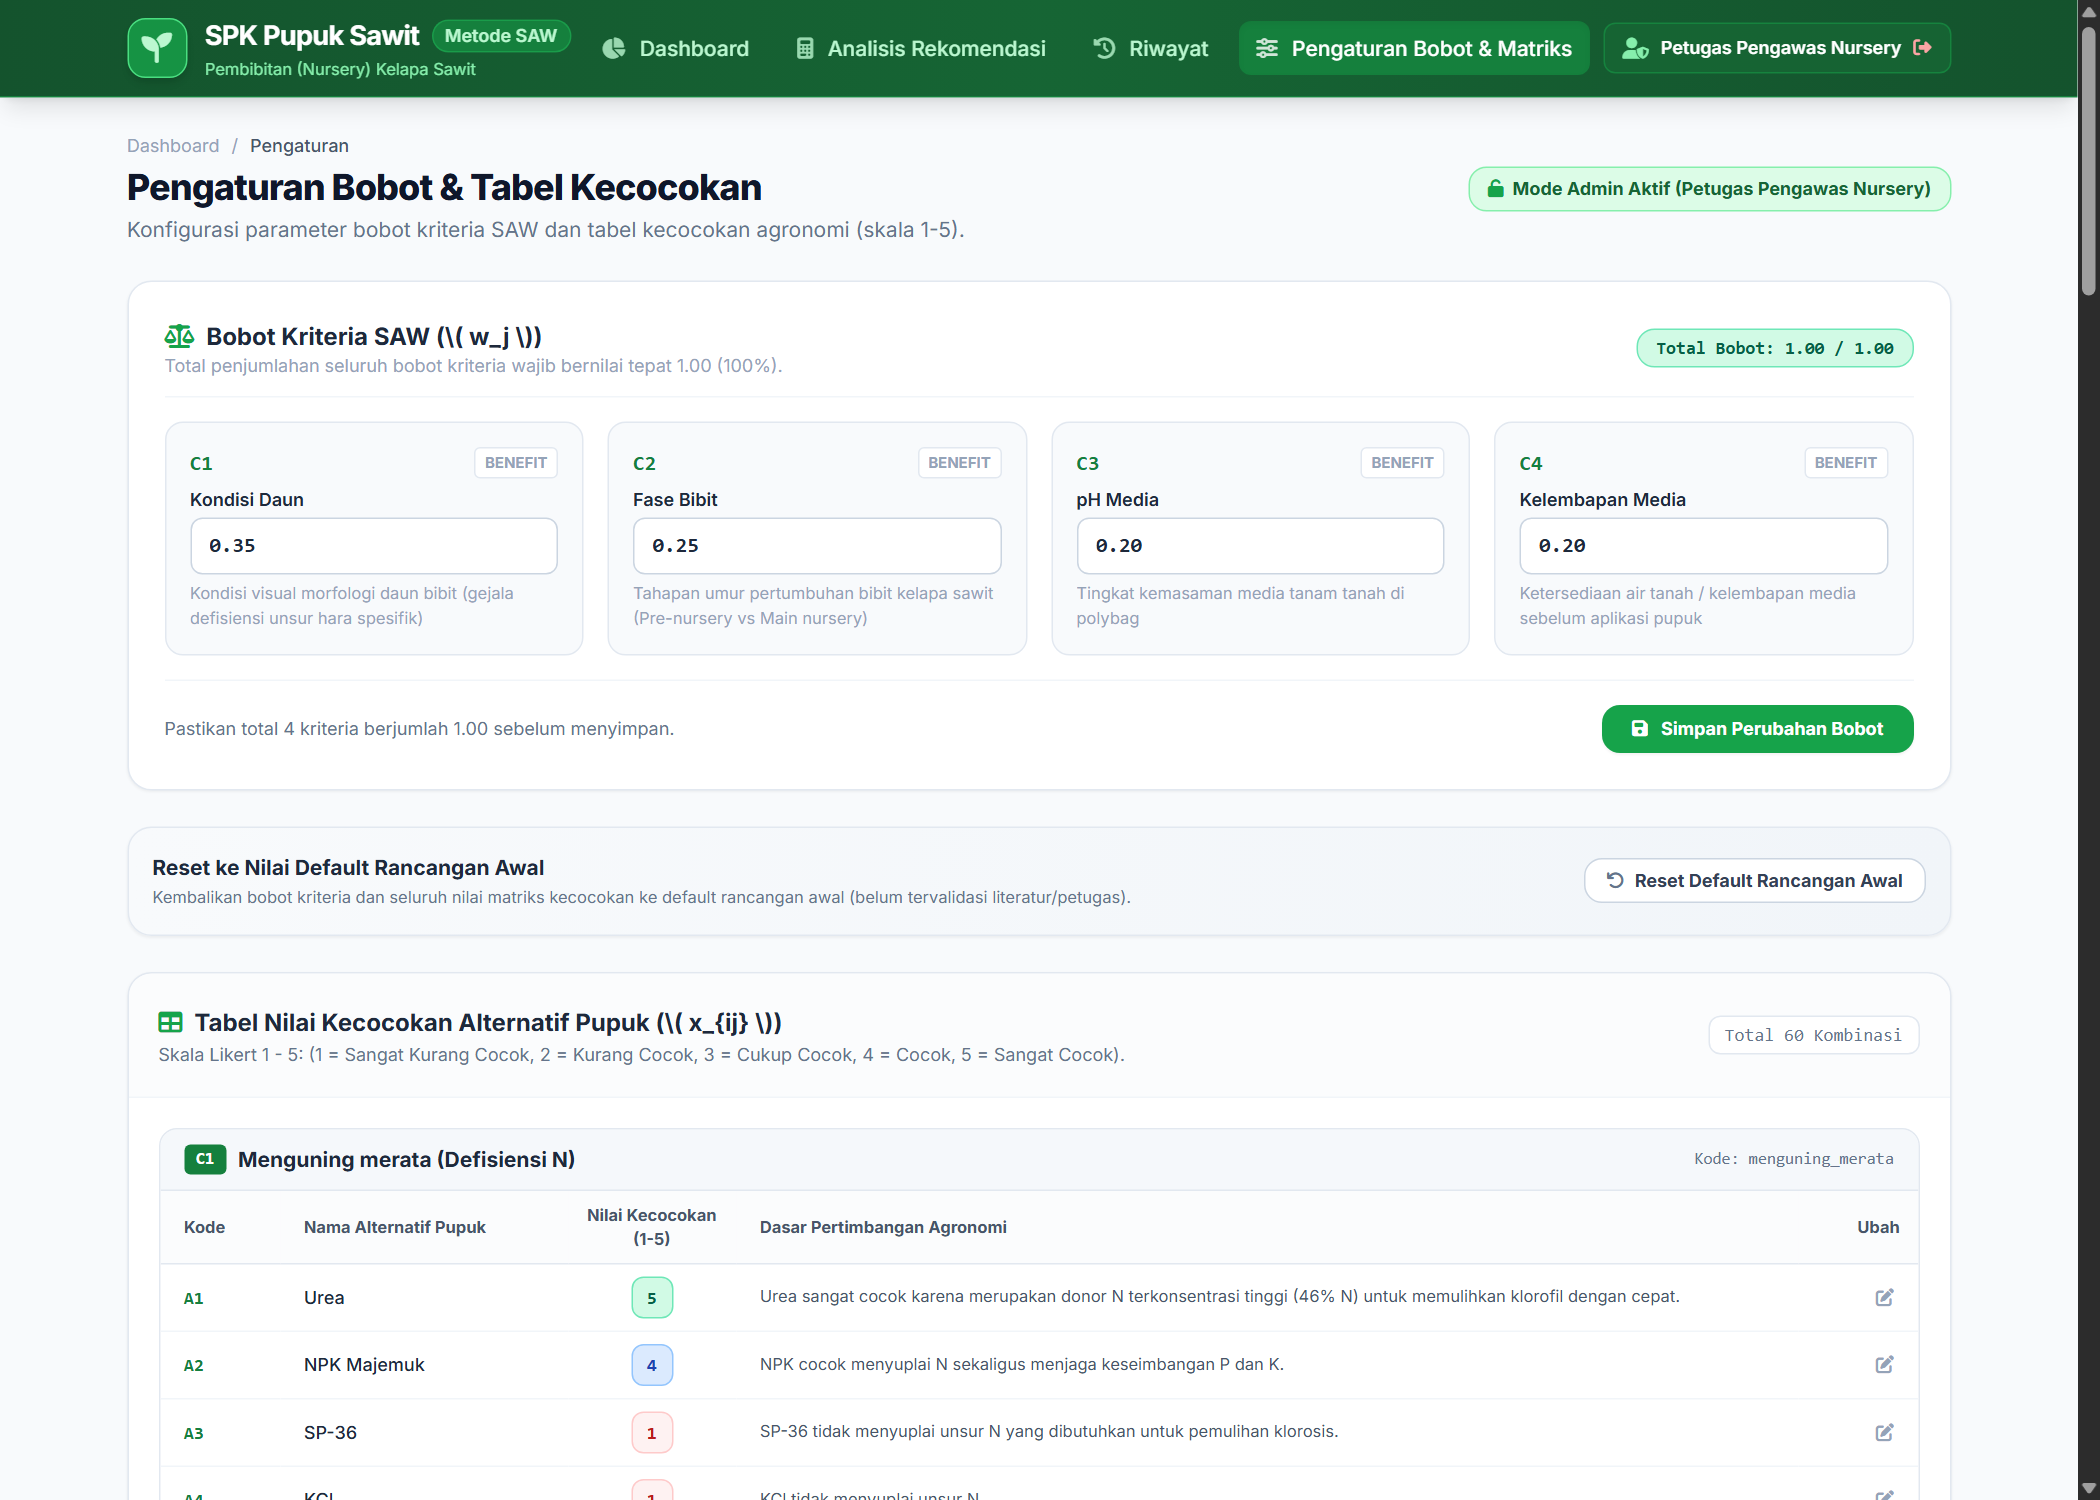 SPK Pupuk Sawit
Metode SAW
Pembibitan (Nursery) Kelapa Sawit
Dashboard
Analisis Rekomendasi
Riwayat
Pengaturan Bobot & Matriks
Petugas Pengawas Nursery
Dashboard / Pengaturan
Pengaturan Bobot & Tabel Kecocokan
Konfigurasi parameter bobot kriteria SAW dan tabel kecocokan agronomi (skala 1-5).
Mode Admin Aktif (Petugas Pengawas Nursery)
Bobot Kriteria SAW (\( w_j \))
Total penjumlahan seluruh bobot kriteria wajib bernilai tepat 1.00 (100%).
Total Bobot: 1.00 / 1.00
C1
BENEFIT
Kondisi Daun
0.35
Kondisi visual morfologi daun bibit (gejala
defisiensi unsur hara spesifik)
C2
BENEFIT
Fase Bibit
0.25
Tahapan umur pertumbuhan bibit kelapa sawit
(Pre-nursery vs Main nursery)
C3
BENEFIT
pH Media
0.20
Tingkat kemasaman media tanam tanah di
polybag
C4
BENEFIT
Kelembapan Media
0.20
Ketersediaan air tanah / kelembapan media
sebelum aplikasi pupuk
Pastikan total 4 kriteria berjumlah 1.00 sebelum menyimpan.
Simpan Perubahan Bobot
Reset ke Nilai Default Rancangan Awal
Kembalikan bobot kriteria dan seluruh nilai matriks kecocokan ke default rancangan awal (belum tervalidasi literatur/petugas).
Reset Default Rancangan Awal
Tabel Nilai Kecocokan Alternatif Pupuk (\( x_{ij} \))
Skala Likert 1 - 5: (1 = Sangat Kurang Cocok, 2 = Kurang Cocok, 3 = Cukup Cocok, 4 = Cocok, 5 = Sangat Cocok).
Total 60 Kombinasi
C1 Menguning merata (Defisiensi N)
Kode: menguning_merata
Kode
Nama Alternatif Pupuk
Nilai Kecocokan
(1-5)
Dasar Pertimbangan Agronomi
Ubah
A1 Urea 5 Urea sangat cocok karena merupakan donor N terkonsentrasi tinggi (46% N) untuk memulihkan klorofil dengan cepat.
A2 NPK Majemuk 4 NPK cocok menyuplai N sekaligus menjaga keseimbangan P dan K.
A3 SP-36 1 SP-36 tidak menyuplai unsur N yang dibutuhkan untuk pemulihan klorosis.
A4 KCl 1 KCl tidak menyuplai unsur N.